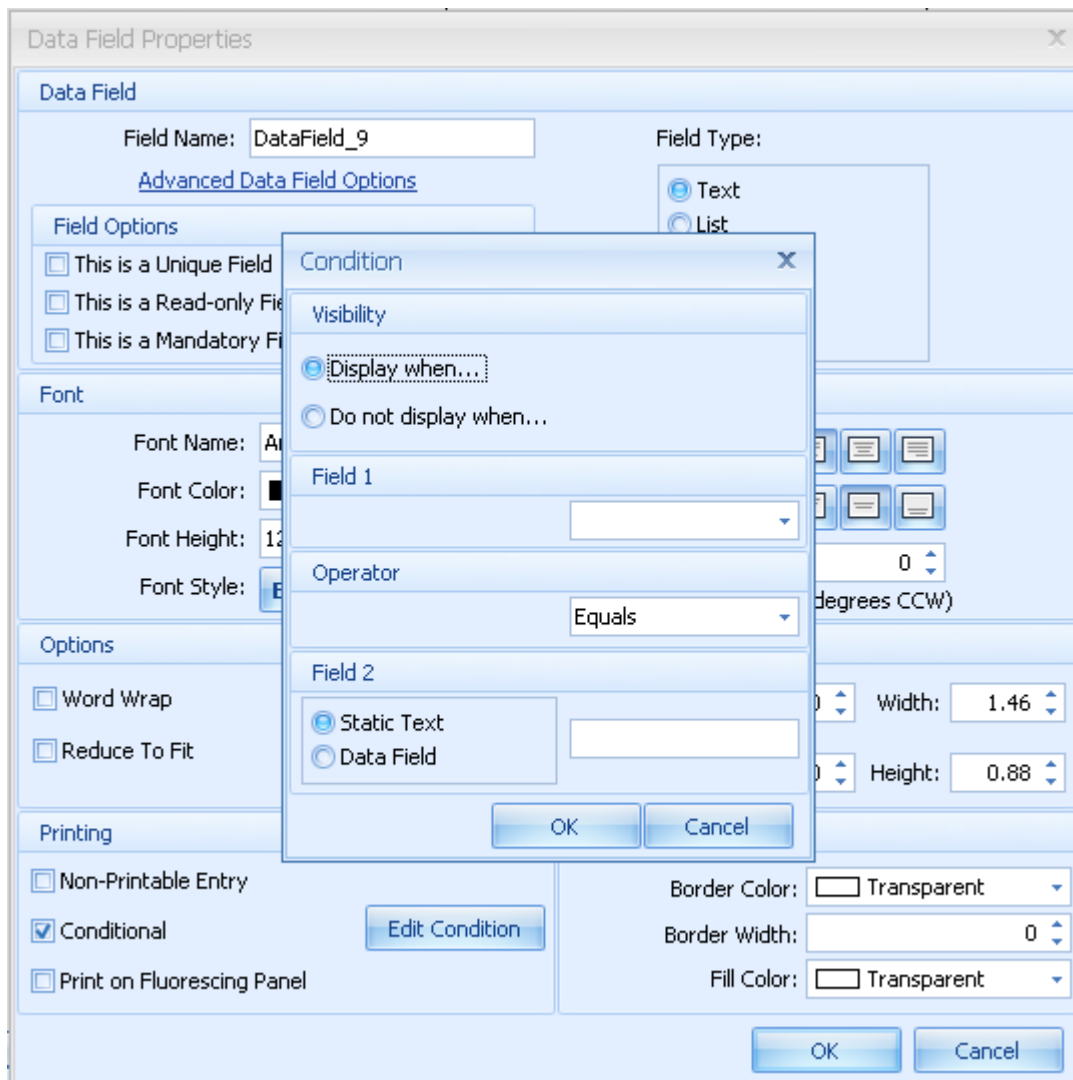 Data Field Properties
Data Field
Field Name: DataField_9
Field Type:
Advanced Data Field Options
Text
Field Options
List
This is a Unique Field
Condition
This is a Read-only Fie
Visibility
This is a Mandatory Fi
Display when...
Font
Do not display when...
Font Name:
Field 1
Font Color:
Font Height: 12
0
Operator
Font Style:
degrees CCW)
Equals
Options
Field 2
Word Wrap
Width: 1.46
Static Text
Reduce To Fit
Data Field
Height: 0.88
OK Cancel
Printing
Non-Printable Entry
Border Color: Transparent
Conditional
Edit Condition
Border Width: 0
Print on Fluorescing Panel
Fill Color: Transparent
OK Cancel